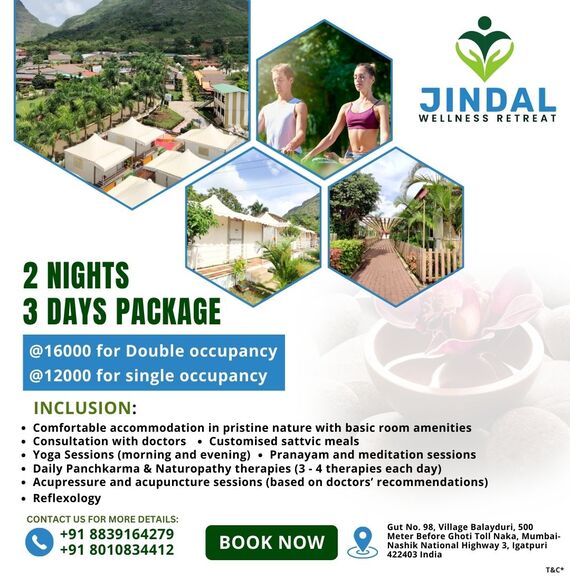 JINDAL
WELLNESS RETREAT
2 NIGHTS
3 DAYS PACKAGE
@16000 for Double occupancy
@12000 for single occupancy
INCLUSION:
• Comfortable accommodation in pristine nature with basic room amenities
• Consultation with doctors • Customised sattvic meals
• Yoga Sessions (morning and evening) • Pranayam and meditation sessions
• Daily Panchkarma & Naturopathy therapies (3 - 4 therapies each day)
• Acupressure and acupuncture sessions (based on doctors' recommendations)
• Reflexology
CONTACT US FOR MORE DETAILS:
+91 8839164279
+91 8010834412
BOOK NOW
Gut No. 98, Village Balayduri, 500
Meter Before Ghoti Toll Naka, Mumbai-
Nashik National Highway 3, Igatpuri
422403 India
T&C*